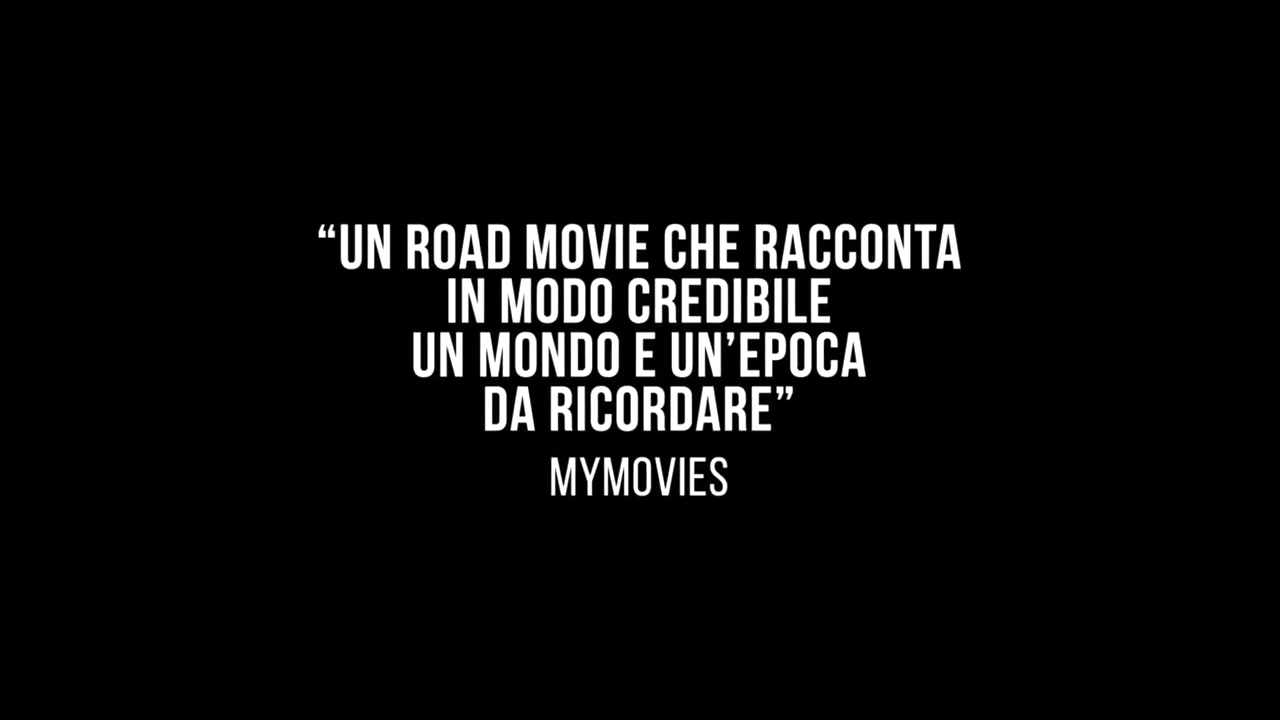 “UN ROAD MOVIE CHE RACCONTA
IN MODO CREDIBILE
UN MONDO E UN’EPOCA
DA RICORDARE”
MYMOVIES